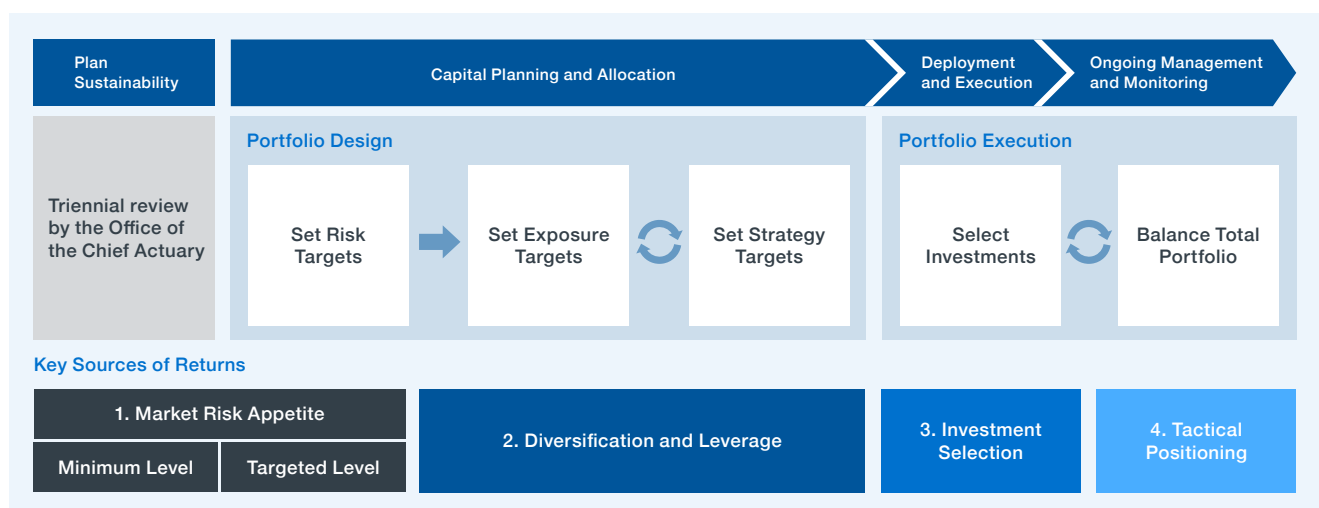 Plan
Sustainability
Capital Planning and Allocation
Deployment
and Execution
Ongoing Management
and Monitoring
Triennial review
by the Office of
the Chief Actuary
Portfolio Design
Set Risk
Targets
Set Exposure
Targets
Set Strategy
Targets
Portfolio Execution
Select
Investments
Balance Total
Portfolio
Key Sources of Returns
1. Market Risk Appetite
Minimum Level
Targeted Level
2. Diversification and Leverage
3. Investment
Selection
4. Tactical
Positioning